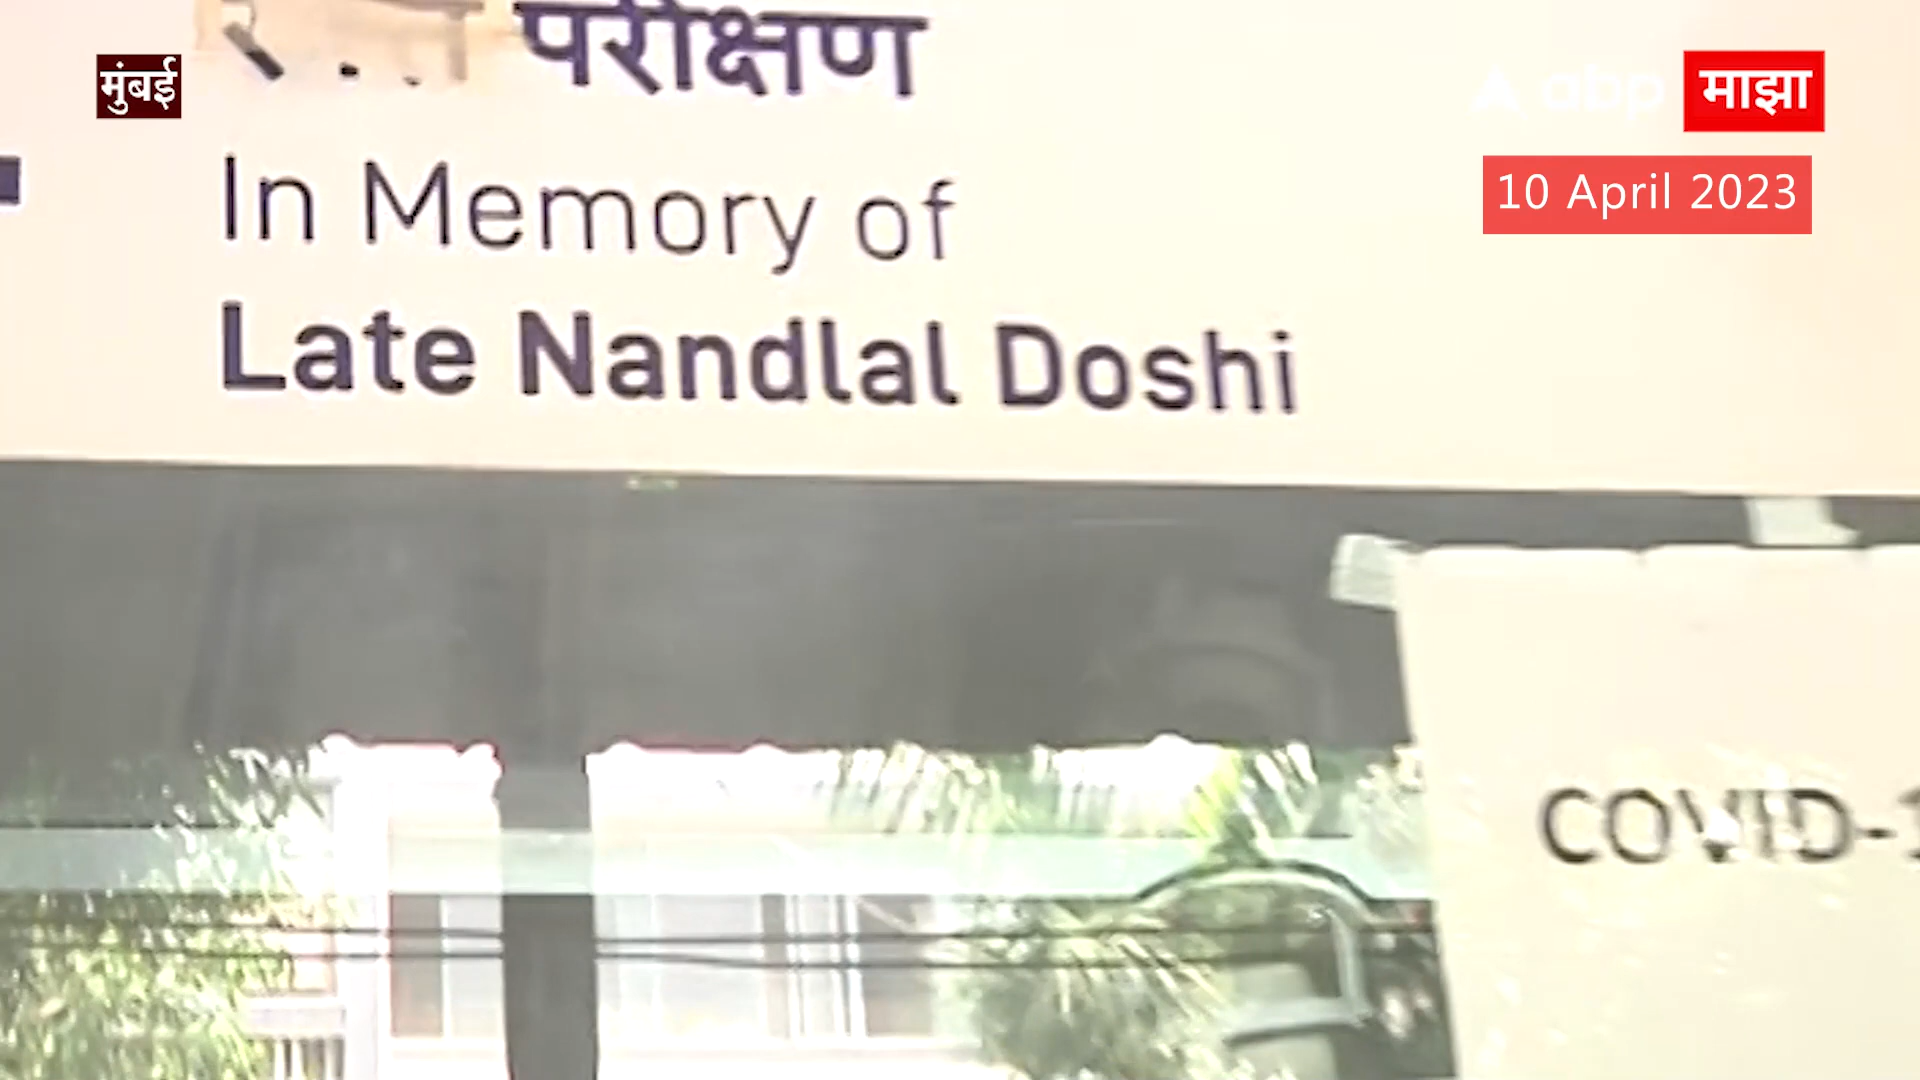 परीक्षण
मुंबई
abp माझा
10 April 2023
In Memory of
Late Nandlal Doshi
COVID-1